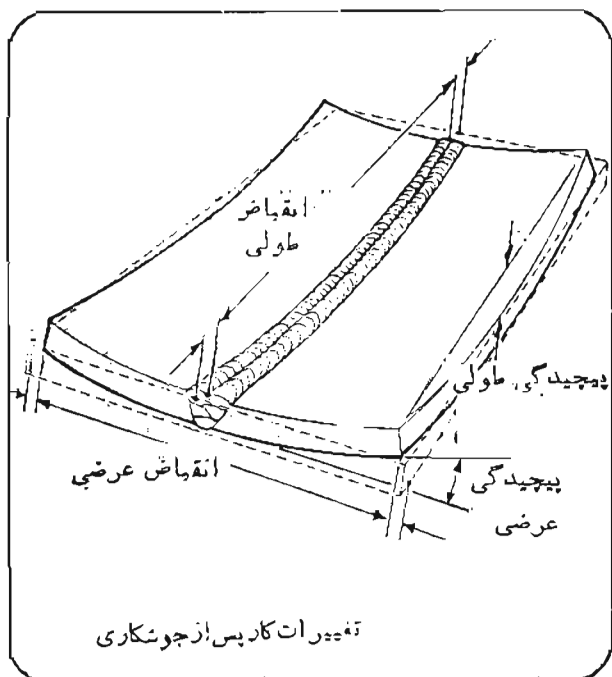 انقباض
طولی
پیچیدگی طولی
انقباض عرضی
پیچیدگی
عرضی
تغییرات کار پس از جوشکاری